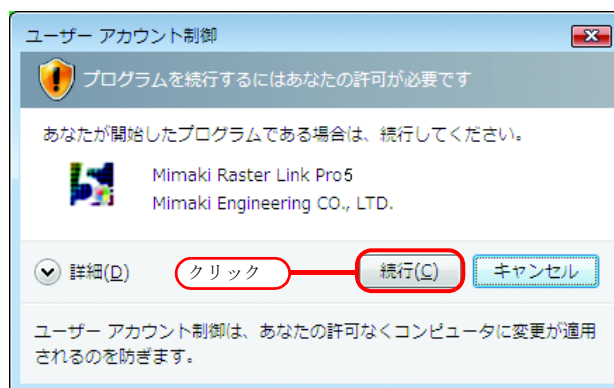 ユーザー アカウント制御
プログラムを続行するにはあなたの許可が必要です
あなたが開始したプログラムである場合は、続行してください。
Mimaki Raster Link Pro5
Mimaki Engineering CO., LTD.
詳細(D)
クリック
続行(C)
キャンセル
ユーザー アカウント制御は、あなたの許可なくコンピュータに変更が適用
されるのを防ぎます。